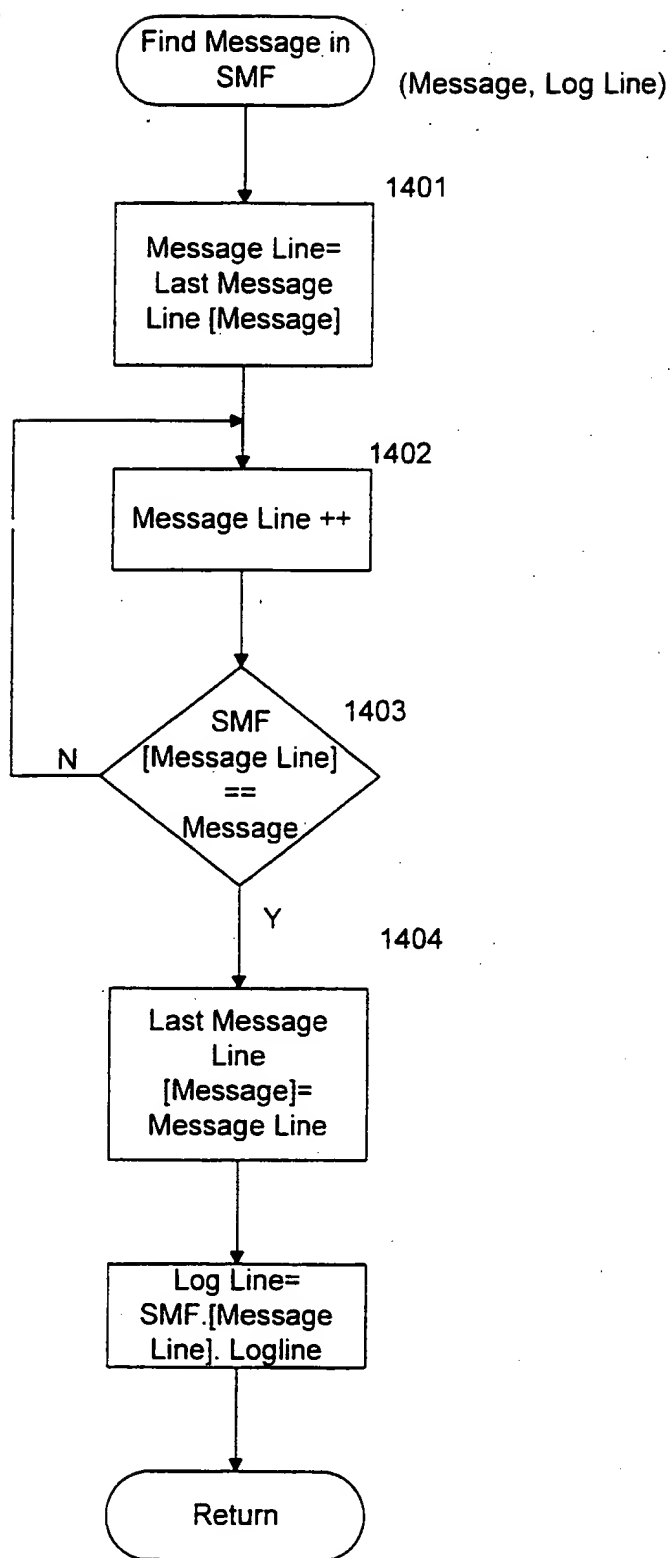 Find Message in
SMF
(Message, Log Line)
1401
Message Line=
Last Message
Line [Message]
1402
Message Line ++
1403
SMF
[Message Line]
==
Message
N
Y
1404
Last Message
Line
[Message]=
Message Line
Log Line=
SMF.[Message
Line]. Logline
Return